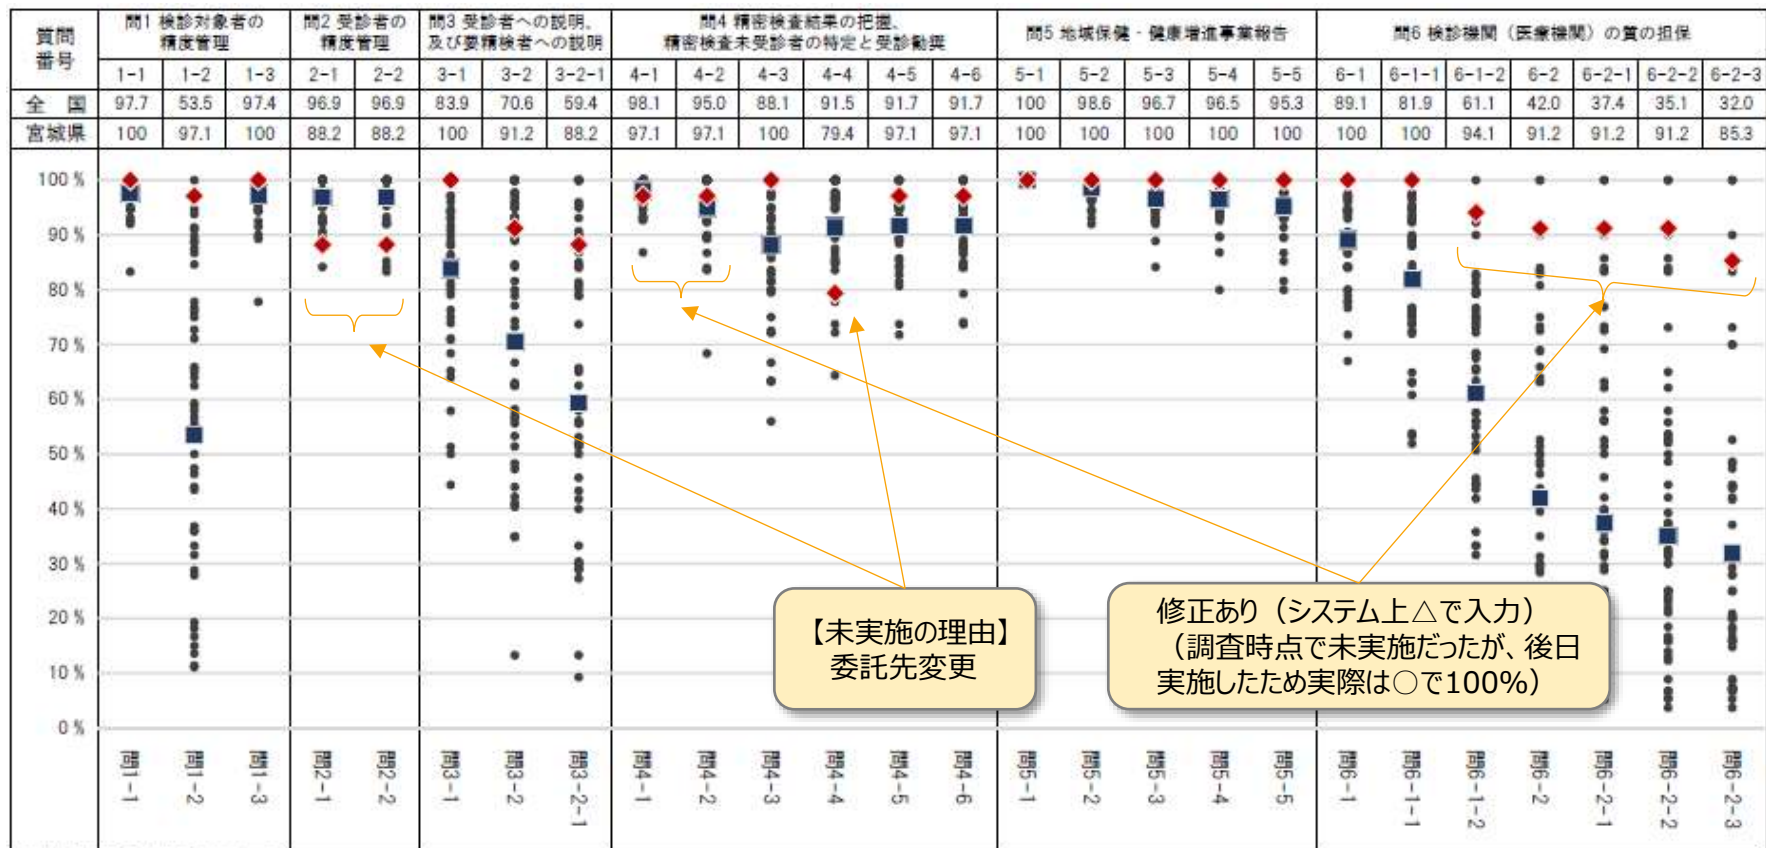 質問番号 問1 検診対象者の精度管理 問2 受診者の精度管理 問3 受診者への説明、及び要精検者への説明 問4 精密検査結果の把握、精密検査未受診者の特定と受診勧奨 問5 地域保健・健康増進事業報告 問6 検診機関（医療機関）の質の担保
1-1 1-2 1-3 2-1 2-2 3-1 3-2 3-2-1 4-1 4-2 4-3 4-4 4-5 4-6 5-1 5-2 5-3 5-4 5-5 6-1 6-1-1 6-1-2 6-2 6-2-1 6-2-2 6-2-3
全 国 97.7 53.5 97.4 96.9 96.9 83.9 70.6 59.4 98.1 95.0 88.1 91.5 91.7 91.7 100 98.6 96.7 96.5 95.3 89.1 81.9 61.1 42.0 37.4 35.1 32.0
宮城県 100 97.1 100 88.2 88.2 100 91.2 88.2 97.1 97.1 100 79.4 97.1 97.1 100 100 100 100 100 100 100 94.1 91.2 91.2 91.2 85.3
100％
90％
80％
70％
60％
50％
40％
30％
20％
10％
0％
【未実施の理由】
委託先変更
修正あり（システム上△で入力）
（調査時点で未実施だったが、後日
実施したため実際は○で100%）
問1-1 問1-2 問1-3 問2-1 問2-2 問3-1 問3-2 問3-2-1 問4-1 問4-2 問4-3 問4-4 問4-5 問4-6 問5-1 問5-2 問5-3 問5-4 問5-5 問6-1 問6-1-1 問6-1-2 問6-2 問6-2-1 問6-2-2 問6-2-3